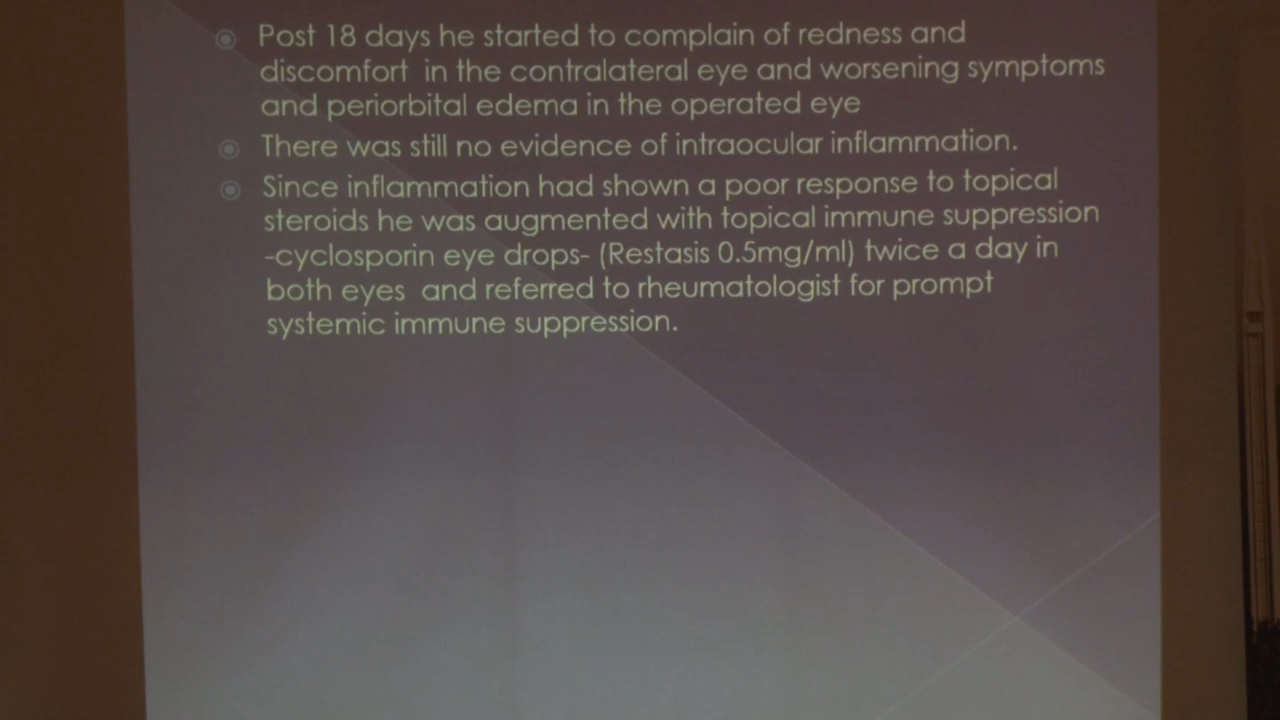 Post 18 days he started to complain of redness and
discomfort in the contralateral eye and worsening symptoms
and periorbital edema in the operated eye
There was still no evidence of intraocular inflammation.
Since inflammation had shown a poor response to topical
steroids he was augmented with topical immune suppression
-cyclosporin eye drops- (Restasis 0.5mg/ml) twice a day in
both eyes and referred to rheumatologist for prompt
systemic immune suppression.